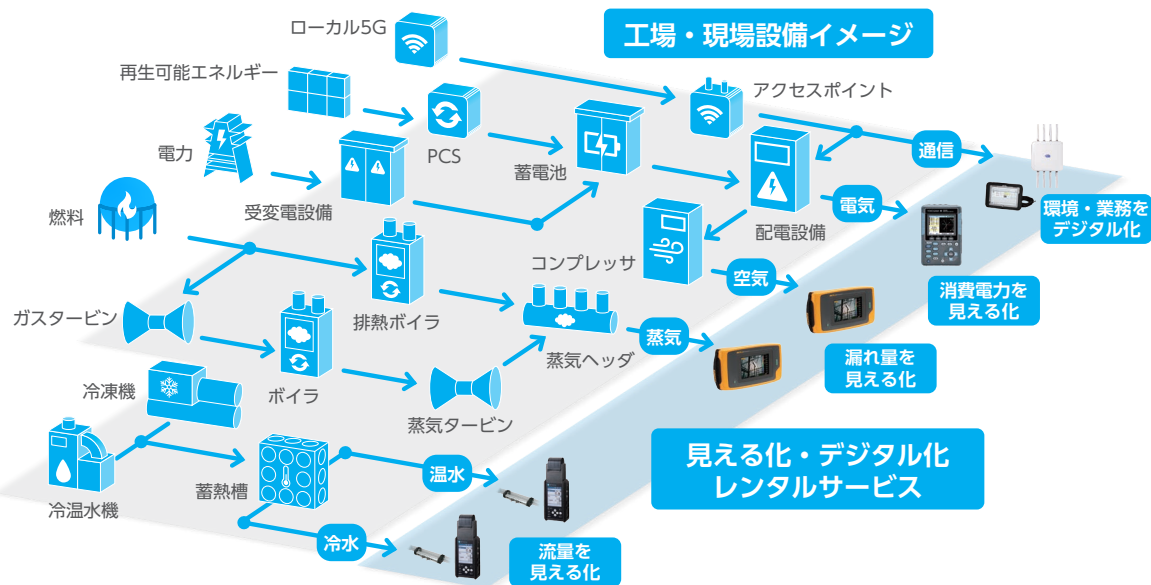 ローカル5G
工場・現場設備イメージ
再生可能エネルギー
アクセスポイント
電力
PCS
蓄電池
通信
燃料
受変電設備
配電設備
電気
環境・業務を
デジタル化
コンプレッサ
空気
消費電力を
見える化
ガスタービン
排熱ボイラ
蒸気ヘッダ
蒸気
漏れ量を
見える化
冷凍機
ボイラ
蒸気タービン
見える化・デジタル化
レンタルサービス
冷温水機
蓄熱槽
温水
冷水
流量を
見える化